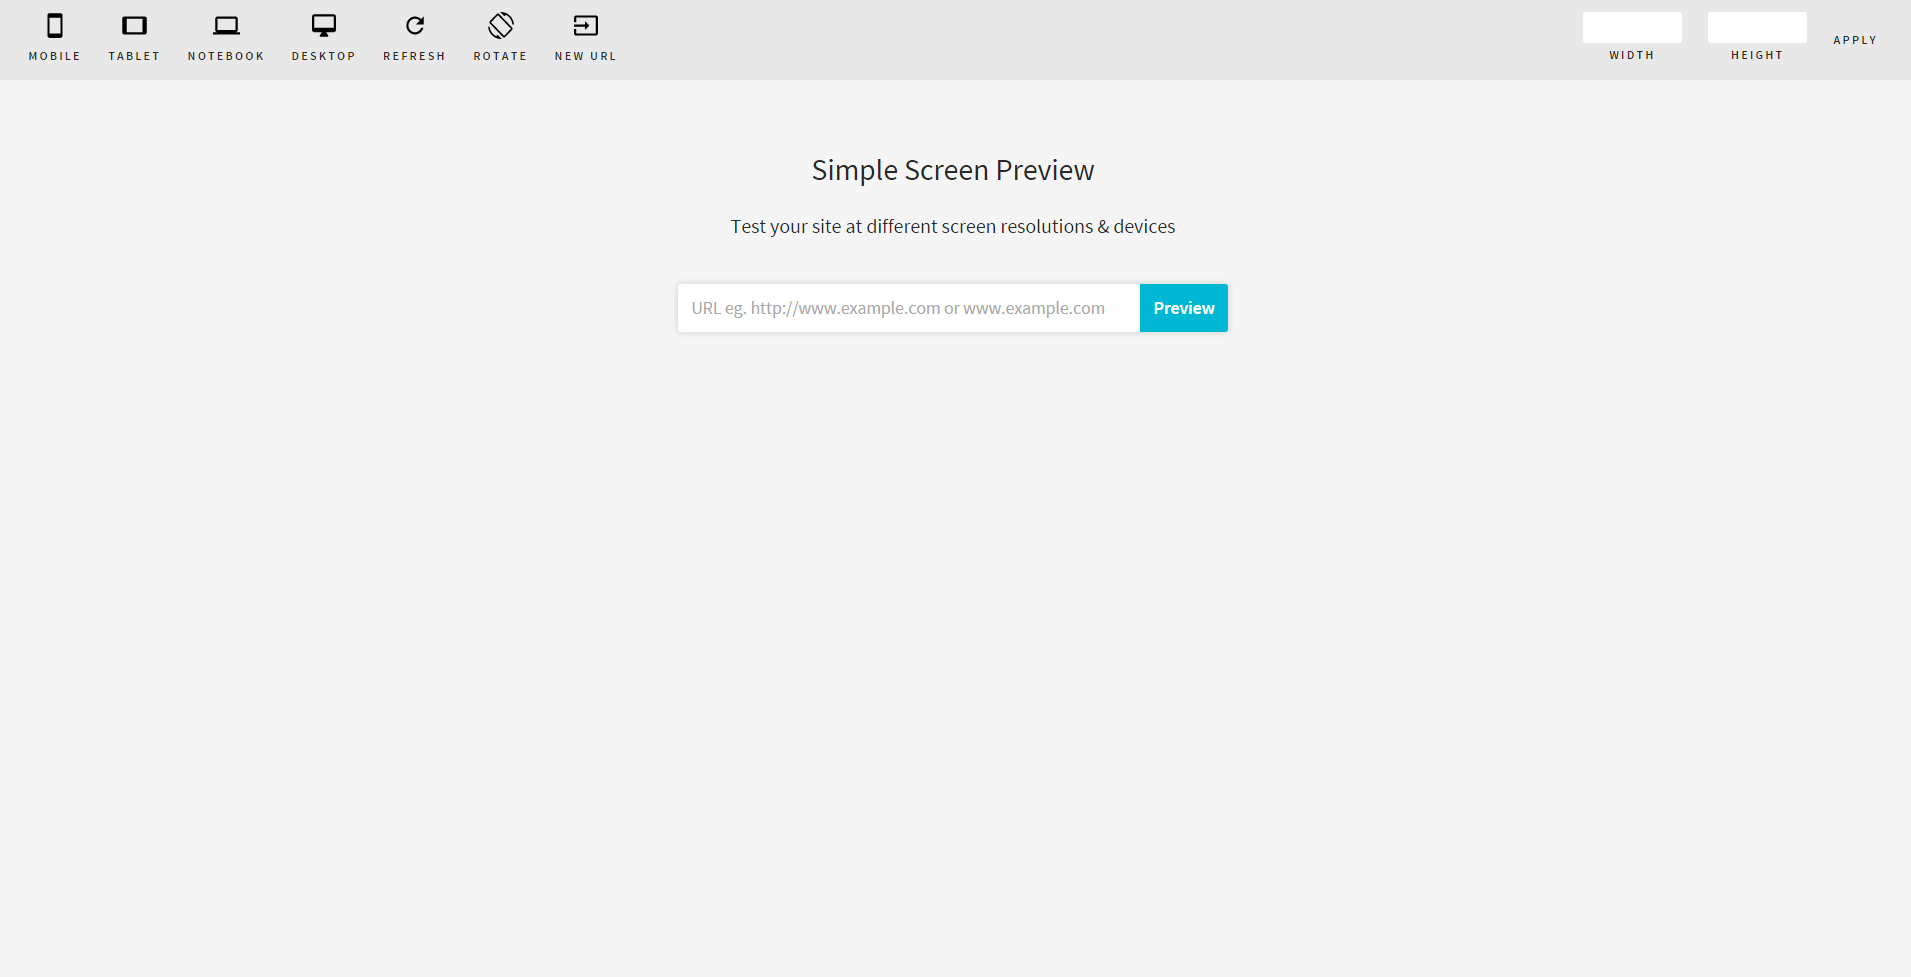 MOBILE TABLET NOTEBOOK DESKTOP REFRESH ROTATE NEW URL WIDTH HEIGHT APPLY
Simple Screen Preview
Test your site at different screen resolutions & devices
URL eg. http://www.example.com or www.example.com Preview